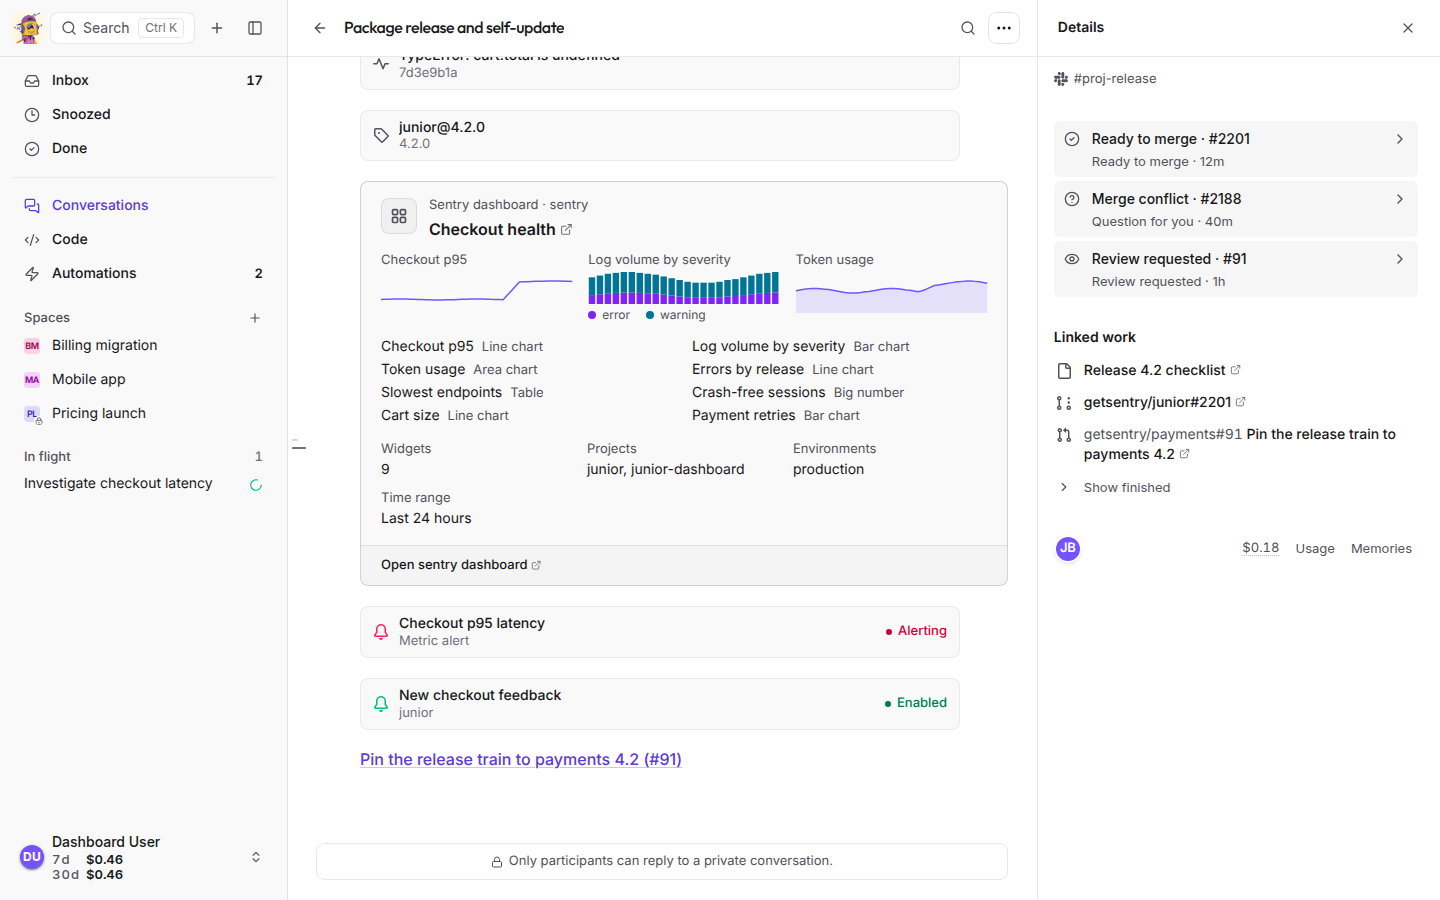 Search Ctrl K
Inbox 17
Snoozed
Done
Conversations
Code
Automations 2
Spaces
BM Billing migration
MA Mobile app
PL Pricing launch
In flight 1
Investigate checkout latency
DU Dashboard User
7d $0.46
30d $0.46
Package release and self-update
TypeError: cart.total is undefined
7d3e9b1a
junior@4.2.0
4.2.0
Sentry dashboard · sentry
Checkout health
Checkout p95
Log volume by severity
Token usage
error warning
Checkout p95 Line chart
Log volume by severity Bar chart
Token usage Area chart
Errors by release Line chart
Slowest endpoints Table
Crash-free sessions Big number
Cart size Line chart
Payment retries Bar chart
Widgets
9
Projects
junior, junior-dashboard
Environments
production
Time range
Last 24 hours
Open sentry dashboard
Checkout p95 latency
Metric alert
Alerting
New checkout feedback
junior
Enabled
Pin the release train to payments 4.2 (#91)
Only participants can reply to a private conversation.
Details
#proj-release
Ready to merge · #2201
Ready to merge · 12m
Merge conflict · #2188
Question for you · 40m
Review requested · #91
Review requested · 1h
Linked work
Release 4.2 checklist
getsentry/junior#2201
getsentry/payments#91 Pin the release train to
payments 4.2
Show finished
JB $0.18 Usage Memories